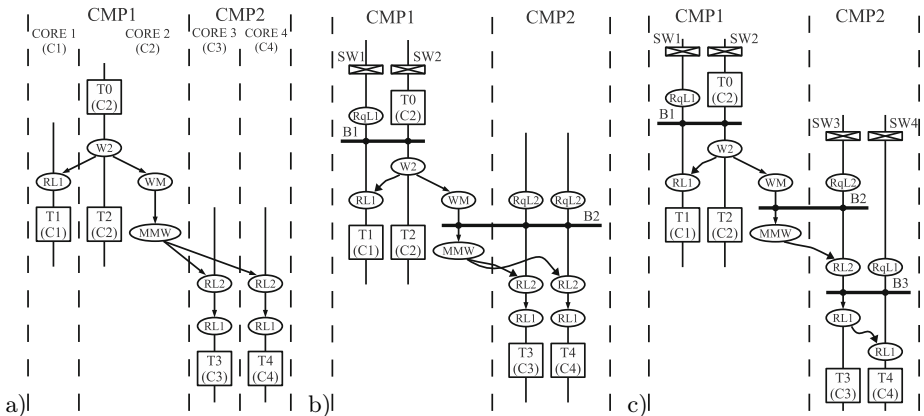 CMP1
CMP2
CORE 1
(C1)
CORE 2
(C2)
CORE 3
(C3)
CORE 4
(C4)
T0
(C2)
W2
RL1
WM
T1
(C1)
T2
(C2)
MMW
RL2
RL2
RL1
RL1
T3
(C3)
T4
(C4)
a)
CMP1
CMP2
SW1
SW2
T0
(C2)
RqL1
B1
W2
RL1
WM
RqL2
RqL2
B2
T1
(C1)
T2
(C2)
MMW
RL2
RL2
RL1
RL1
T3
(C3)
T4
(C4)
b)
CMP1
CMP2
SW1
SW2
RqL1
T0
(C2)
B1
SW3
SW4
W2
RL1
WM
RqL2
B2
T1
(C1)
T2
(C2)
MMW
RL2
RqL1
B3
RL1
RL1
T3
(C3)
T4
(C4)
c)